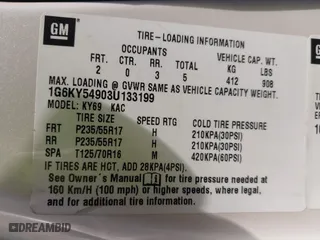 GM
TIRE-LOADING INFORMATION
OCCUPANTS VEHICLE CAP. WT.
FRT. CTR. RR. TOTAL KG LBS
2 0 3 5 412 908
MAX. LOADING @ GVWR SAME AS VEHICLE CAPACITY WEIGHT.
1G6KY54903U133199
MODEL: KY69 KAC
TIRE SIZE SPEED RTG COLD TIRE PRESSURE
FRT P235/55R17 H 210KPA(30PSI)
RR P235/55R17 H 210KPA(30PSI)
SPA T125/70R16 M 420KPA(60PSI)
IF TIRES ARE HOT, ADD 28KPA(4PSI).
See Owner's Manual i for tire pressure needed at
160 Km/H (100 mph) or higher speeds, where legal,
and for additional tire information.
DREAMBID